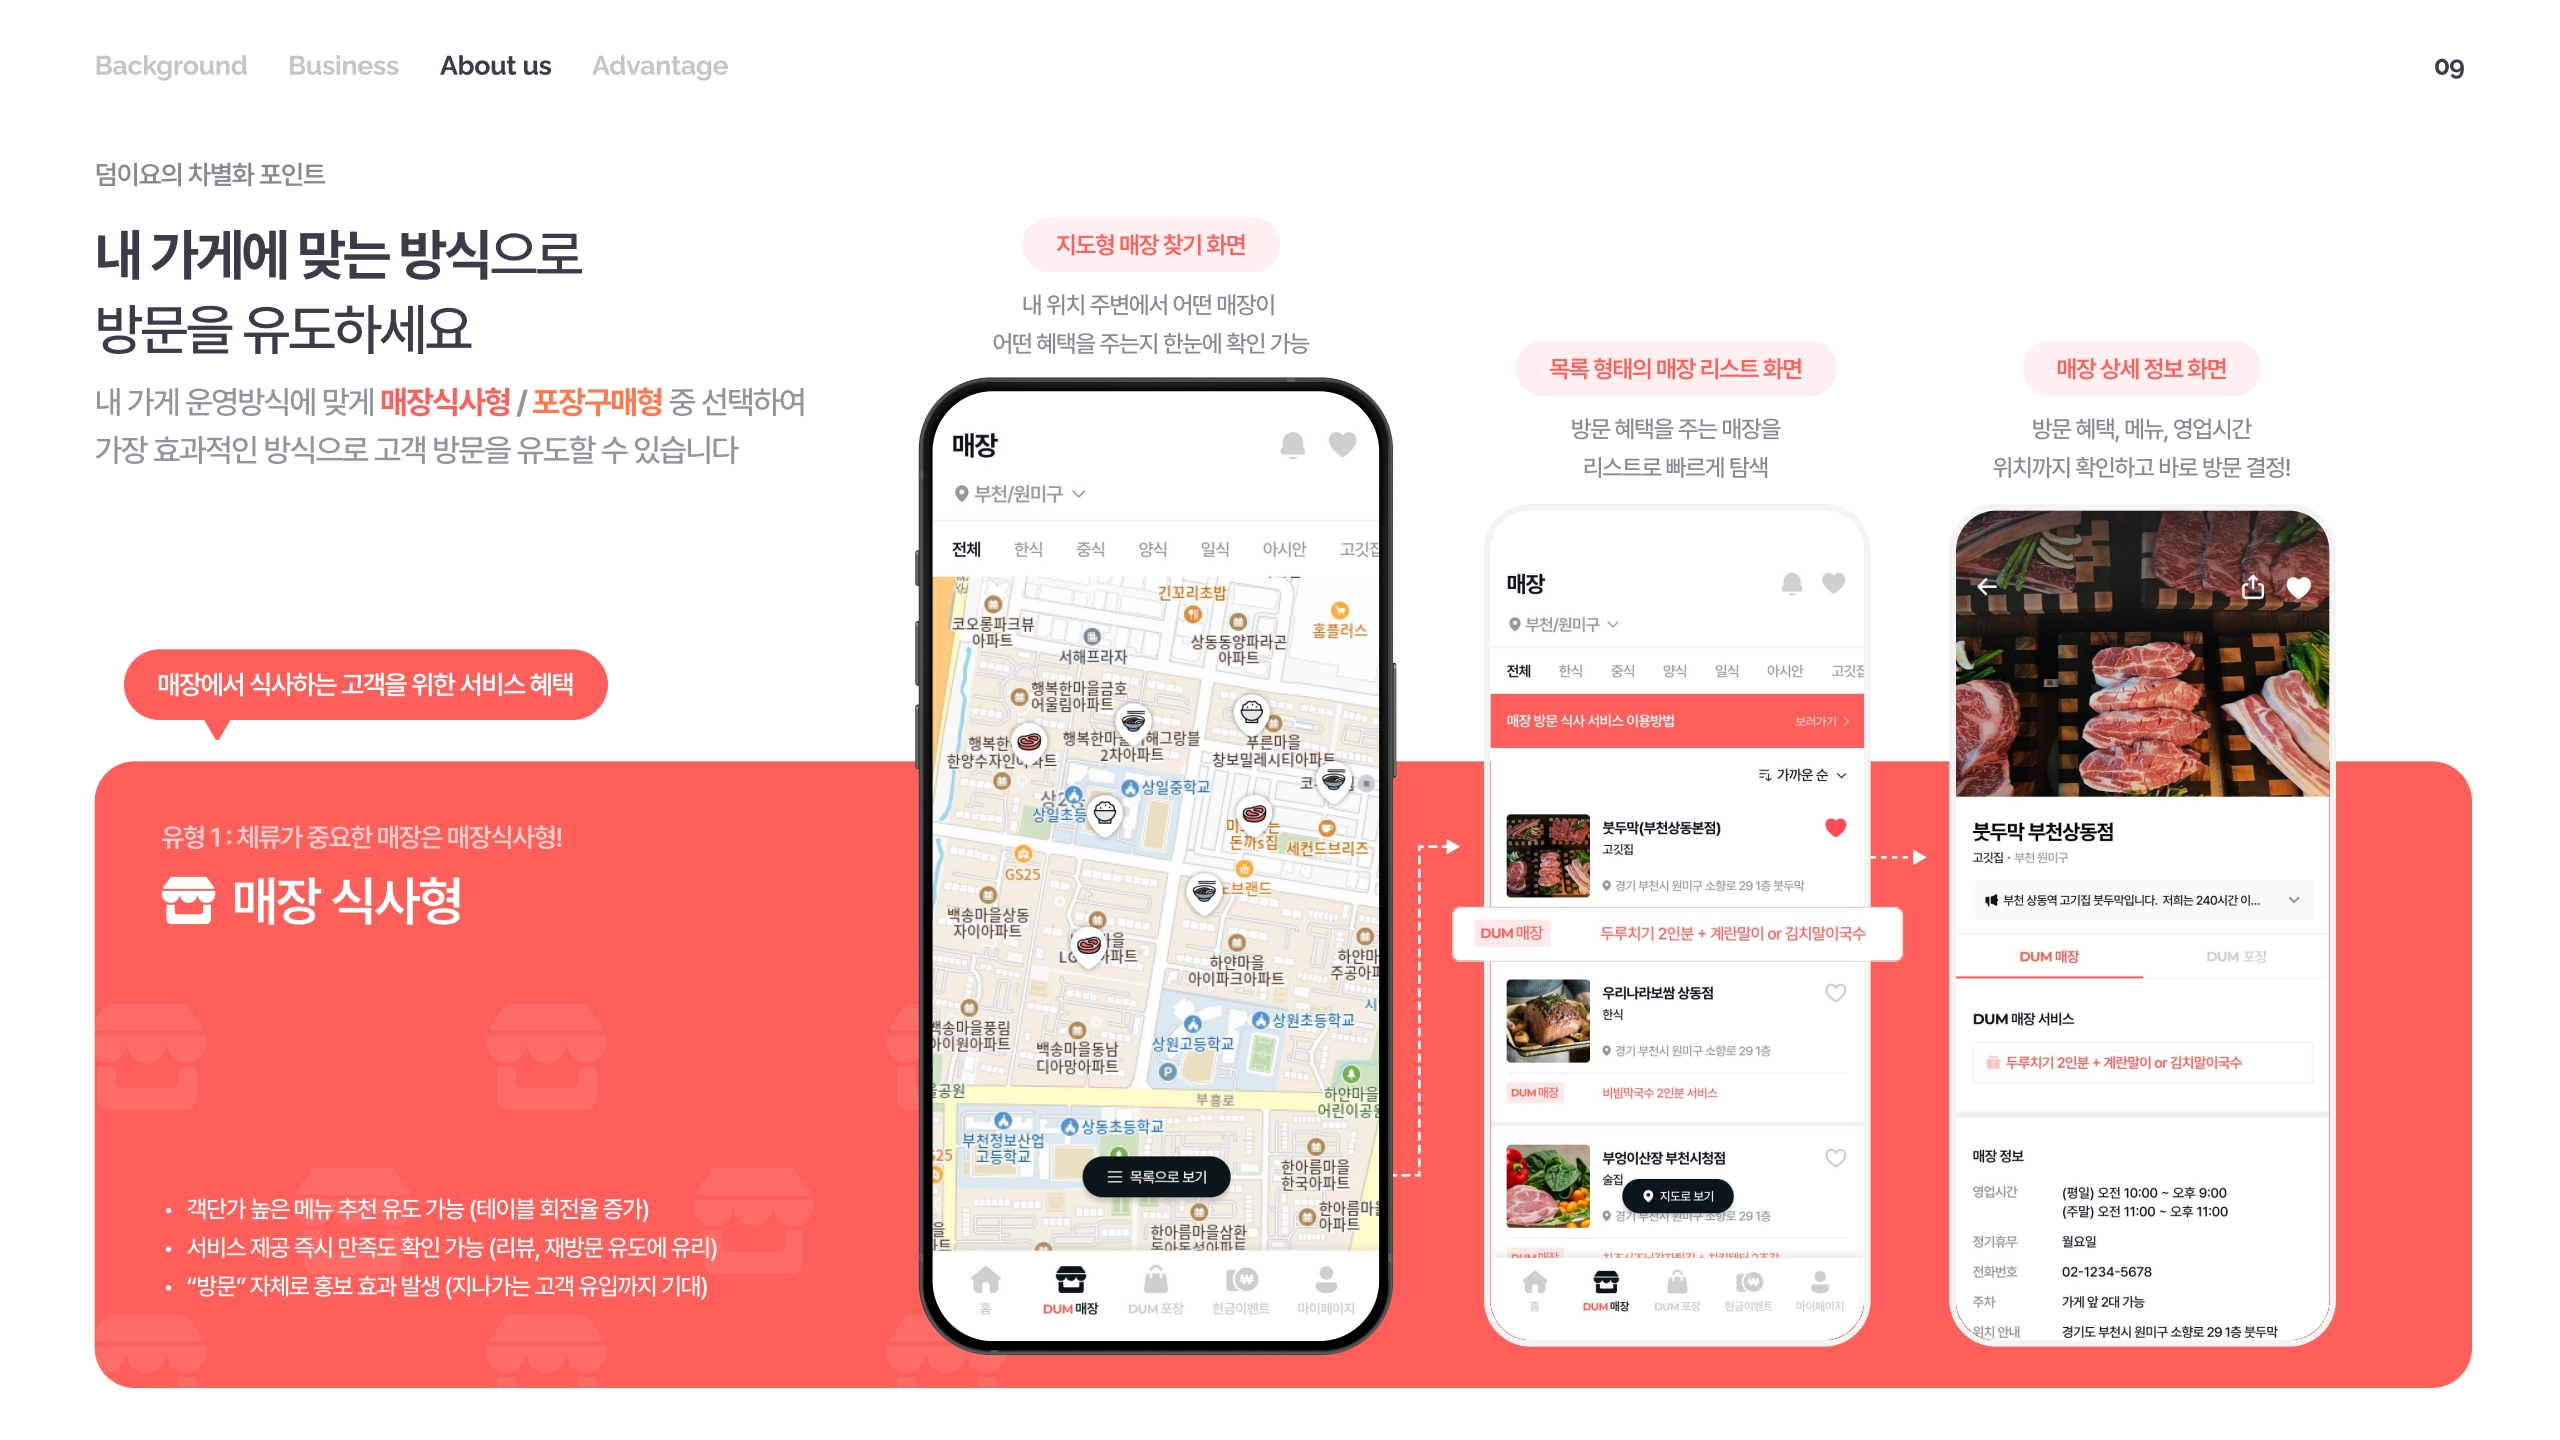 Background Business About us Advantage
09
덤이요의 차별화 포인트
내 가게에 맞는 방식으로
방문을 유도하세요
내 가게 운영방식에 맞게 매장식사형 / 포장구매형 중 선택하여
가장 효과적인 방식으로 고객 방문을 유도할 수 있습니다
매장에서 식사하는 고객을 위한 서비스 혜택
유형 1 : 체류가 중요한 매장은 매장식사형!
매장 식사형
• 객단가 높은 메뉴 추천 유도 가능 (테이블 회전율 증가)
• 서비스 제공 즉시 만족도 확인 가능 (리뷰, 재방문 유도에 유리)
• “방문” 자체로 홍보 효과 발생 (지나가는 고객 유입까지 기대)
지도형 매장 찾기 화면
내 위치 주변에서 어떤 매장이
어떤 혜택을 주는지 한눈에 확인 가능
매장
부천/원미구
전체 한식 중식 양식 일식 아시안 고깃집
긴꼬리초밥
코오롱파크뷰
아파트
서해프라자
상동동양파라곤
아파트
홈플러스
행복한마을금호
어울림아파트
행복한
한양수자인아파트
행복한마을 해그랑블
2차아파트
푸른마을
창보밀레시티아파트
상일중학교
상일초등
돈까스집
세컨드브리즈
GS25
노브랜드
백송마을상동
자이아파트
하얀마을
아이파크아파트
하얀마
주공아파
백송마을풍림
아이원아파트
백송마을동남
디아망아파트
상원고등학교
상원초등학교
부흥로
하얀마을
어린이공원
부천정보산업
고등학교
상동초등학교
목록으로 보기
한아름마을
한국아파트
한아름마을삼환
한아름마을
아파트
홈 DUM 매장 DUM 포장 현금이벤트 마이페이지
목록 형태의 매장 리스트 화면
방문 혜택을 주는 매장을
리스트로 빠르게 탐색
매장
부천/원미구
전체 한식 중식 양식 일식 아시안 고깃집
매장 방문 식사 서비스 이용방법 보러가기
가까운 순
붓두막(부천상동본점)
고깃집
경기 부천시 원미구 소향로 29 1층 붓두막
DUM 매장 두루치기 2인분 + 계란말이 or 김치말이국수
우리나라보쌈 상동점
한식
경기 부천시 원미구 소향로 29 1층
DUM 매장 비빔막국수 2인분 서비스
부엉이산장 부천시청점
술집
지도로 보기
경기 부천시 원미구 소향로 29 1층
홈 DUM 매장 DUM 포장 현금이벤트 마이페이지
매장 상세 정보 화면
방문 혜택, 메뉴, 영업시간
위치까지 확인하고 바로 방문 결정!
붓두막 부천상동점
고깃집 • 부천 원미구
부천 상동역 고기집 붓두막입니다. 저희는 240시간 이...
DUM 매장 DUM 포장
DUM 매장 서비스
두루치기 2인분 + 계란말이 or 김치말이국수
매장 정보
영업시간 (평일) 오전 10:00 ~ 오후 9:00
(주말) 오전 11:00 ~ 오후 11:00
정기휴무 월요일
전화번호 02-1234-5678
주차 가게 앞 2대 가능
위치 안내 경기도 부천시 원미구 소향로 29 1층 붓두막